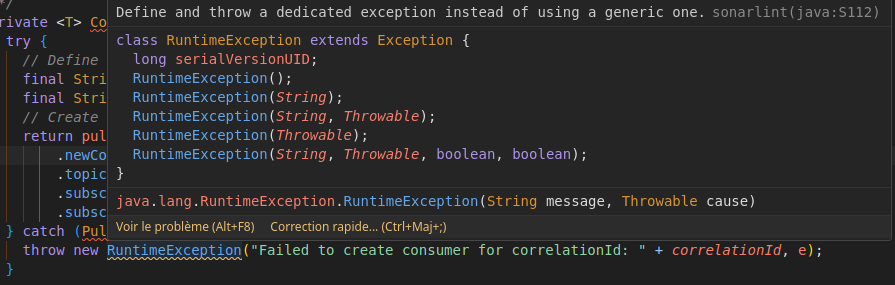 */
Define and throw a dedicated exception instead of using a generic one. sonarlint(java:S112)
rivate <T> Co
try {
class RuntimeException extends Exception {
// Define
long serialVersionUID;
final Stri
RuntimeException();
final Stri
RuntimeException(String);
// Create
RuntimeException(String, Throwable);
return pul
RuntimeException(Throwable);
.newCo
RuntimeException(String, Throwable, boolean, boolean);
.topic
}
.subsc
java.lang.RuntimeException.RuntimeException(String message, Throwable cause)
.subsc
Voir le problème (Alt+F8) Correction rapide... (Ctrl+Maj+;)
} catch (Pul
throw new RuntimeException("Failed to create consumer for correlationId: " + correlationId, e);
}